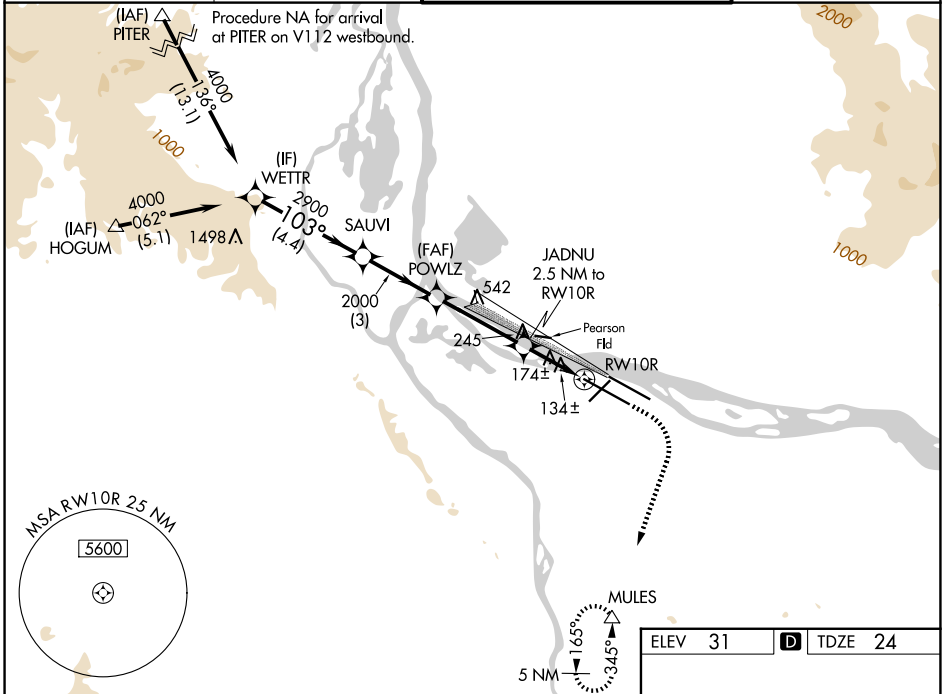 (IAF)
PITER
Procedure NA for arrival
at PITER on V112 westbound.
2000
4000
136°
(13.1)
1000
(IF)
WETTR
4000
062°
(5.1)
(IAF)
HOGUM
1498
2900
103°
(4.4)
SAUVI
(FAF)
POWLZ
2000
(3)
542
JADNU
2.5 NM to
RW10R
1000
245
Pearson
Fld
RW10R
174±
134±
MSA RW10R 25 NM
5600
MULES
165°
345°
5 NM
ELEV 31 D TDZE 24